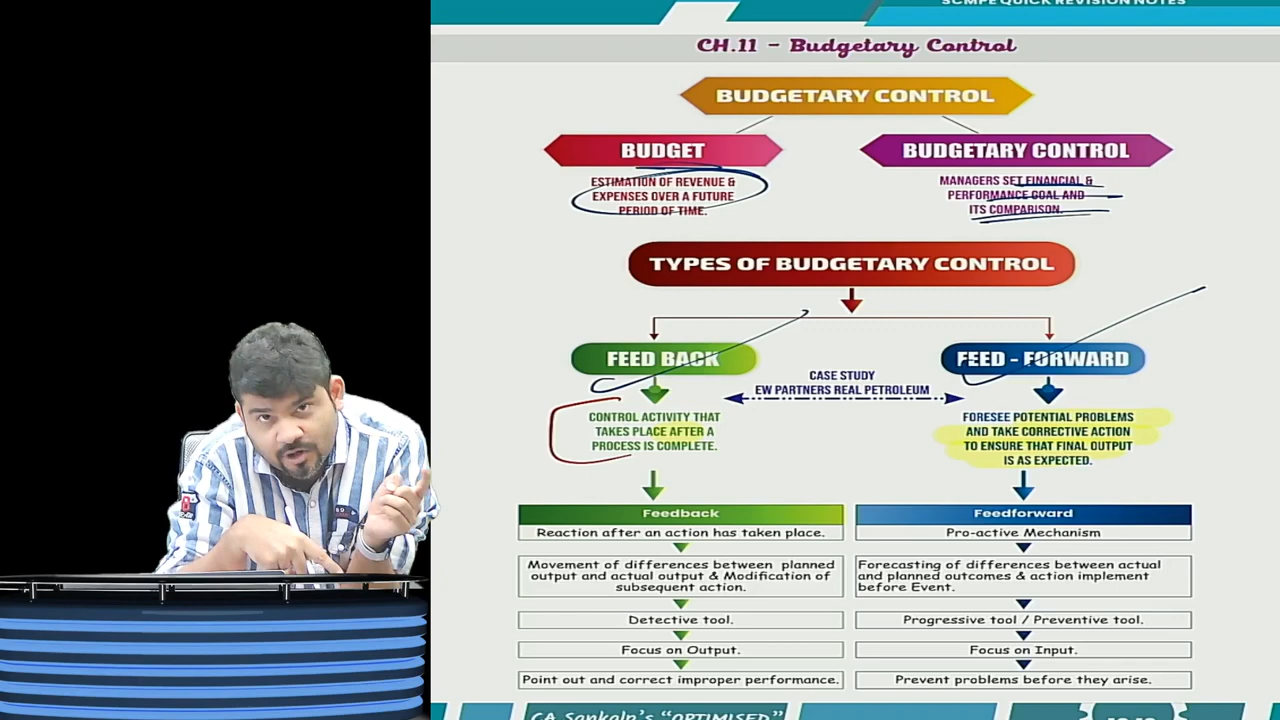 SCMPE QUICK REVISION NOTES
CH.11 - Budgetary Control
BUDGETARY CONTROL
BUDGET
ESTIMATION OF REVENUE &
EXPENSES OVER A FUTURE
PERIOD OF TIME.
BUDGETARY CONTROL
MANAGERS SET FINANCIAL &
PERFORMANCE GOAL AND
ITS COMPARISON.
TYPES OF BUDGETARY CONTROL
FEED BACK
FEED - FORWARD
CASE STUDY
EW PARTNERS REAL PETROLEUM
CONTROL ACTIVITY THAT
TAKES PLACE AFTER A
PROCESS IS COMPLETE.
FORESEE POTENTIAL PROBLEMS
AND TAKE CORRECTIVE ACTION
TO ENSURE THAT FINAL OUTPUT
IS AS EXPECTED.
Feedback
Reaction after an action has taken place.
Movement of differences between planned
output and actual output & Modification of
subsequent action.
Detective tool.
Focus on Output.
Point out and correct improper performance.
Feedforward
Pro-active Mechanism
Forecasting of differences between actual
and planned outcomes & action implement
before Event.
Progressive tool / Preventive tool.
Focus on Input.
Prevent problems before they arise.
CA Sankalp's "OPTIMISED"